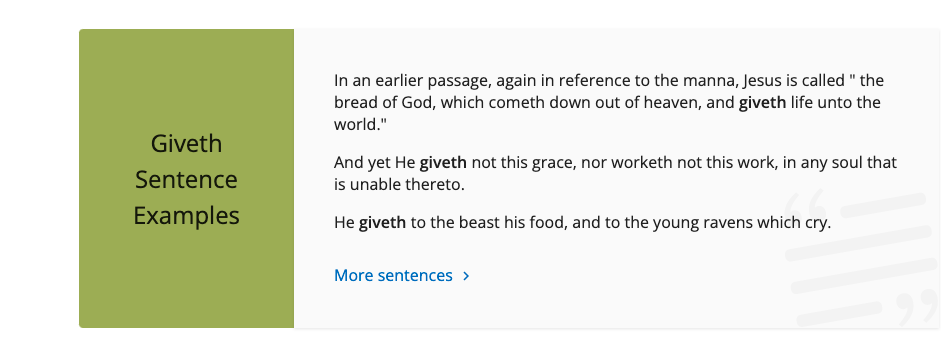 Giveth
Sentence
Examples
In an earlier passage, again in reference to the manna, Jesus is called " the
bread of God, which cometh down out of heaven, and giveth life unto the
world."
And yet He giveth not this grace, nor worketh not this work, in any soul that
is unable thereto.
He giveth to the beast his food, and to the young ravens which cry.
More sentences